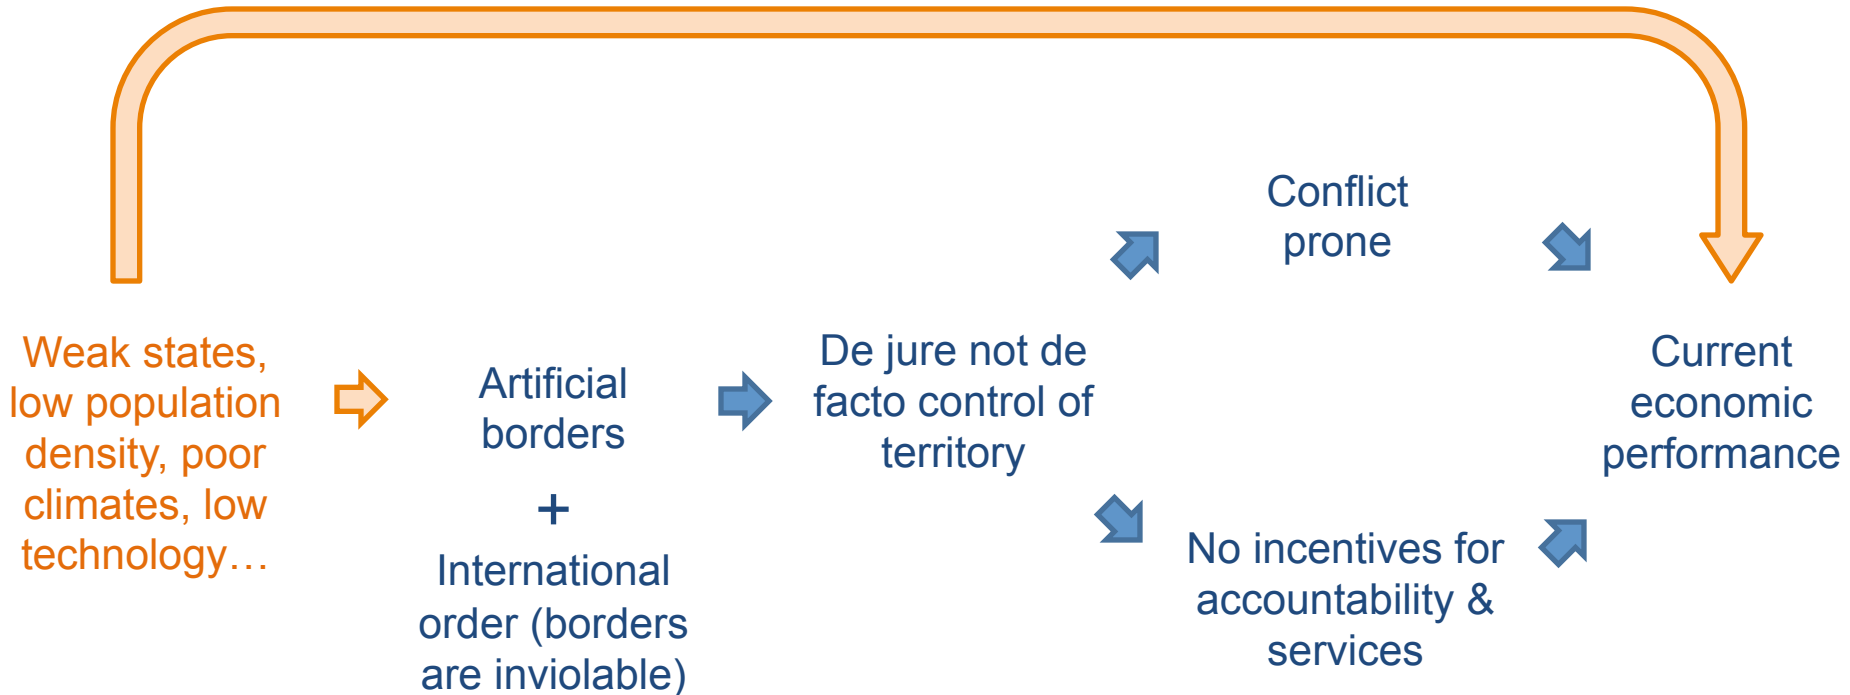 Weak states,
low population
density, poor
climates, low
technology…
Artificial
borders
+
International
order (borders
are inviolable)
De jure not de
facto control of
territory
Conflict
prone
No incentives for
accountability &
services
Current
economic
performance